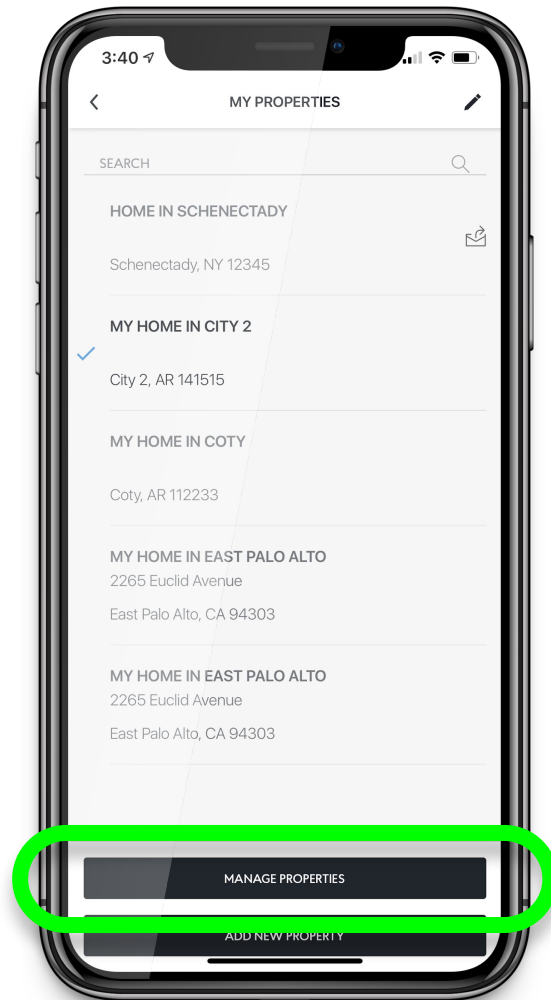 3:40
MY PROPERTIES
SEARCH
HOME IN SCHENECTADY
Schenectady, NY 12345
MY HOME IN CITY 2
City 2, AR 141515
MY HOME IN COTY
Coty, AR 112233
MY HOME IN EAST PALO ALTO
2265 Euclid Avenue
East Palo Alto, CA 94303
MY HOME IN EAST PALO ALTO
2265 Euclid Avenue
East Palo Alto, CA 94303
MANAGE PROPERTIES
ADD NEW PROPERTY